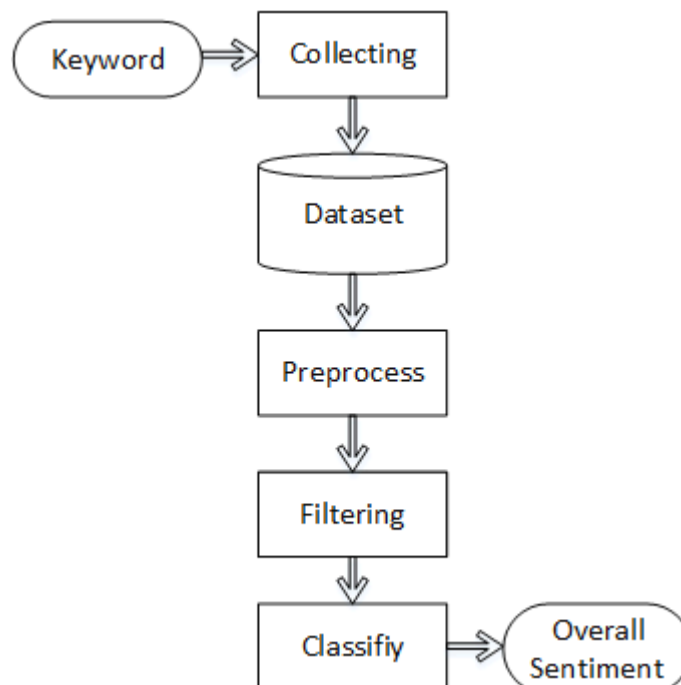 Keyword
Collecting
Dataset
Preprocess
Filtering
Classifiy
Overall
Sentiment